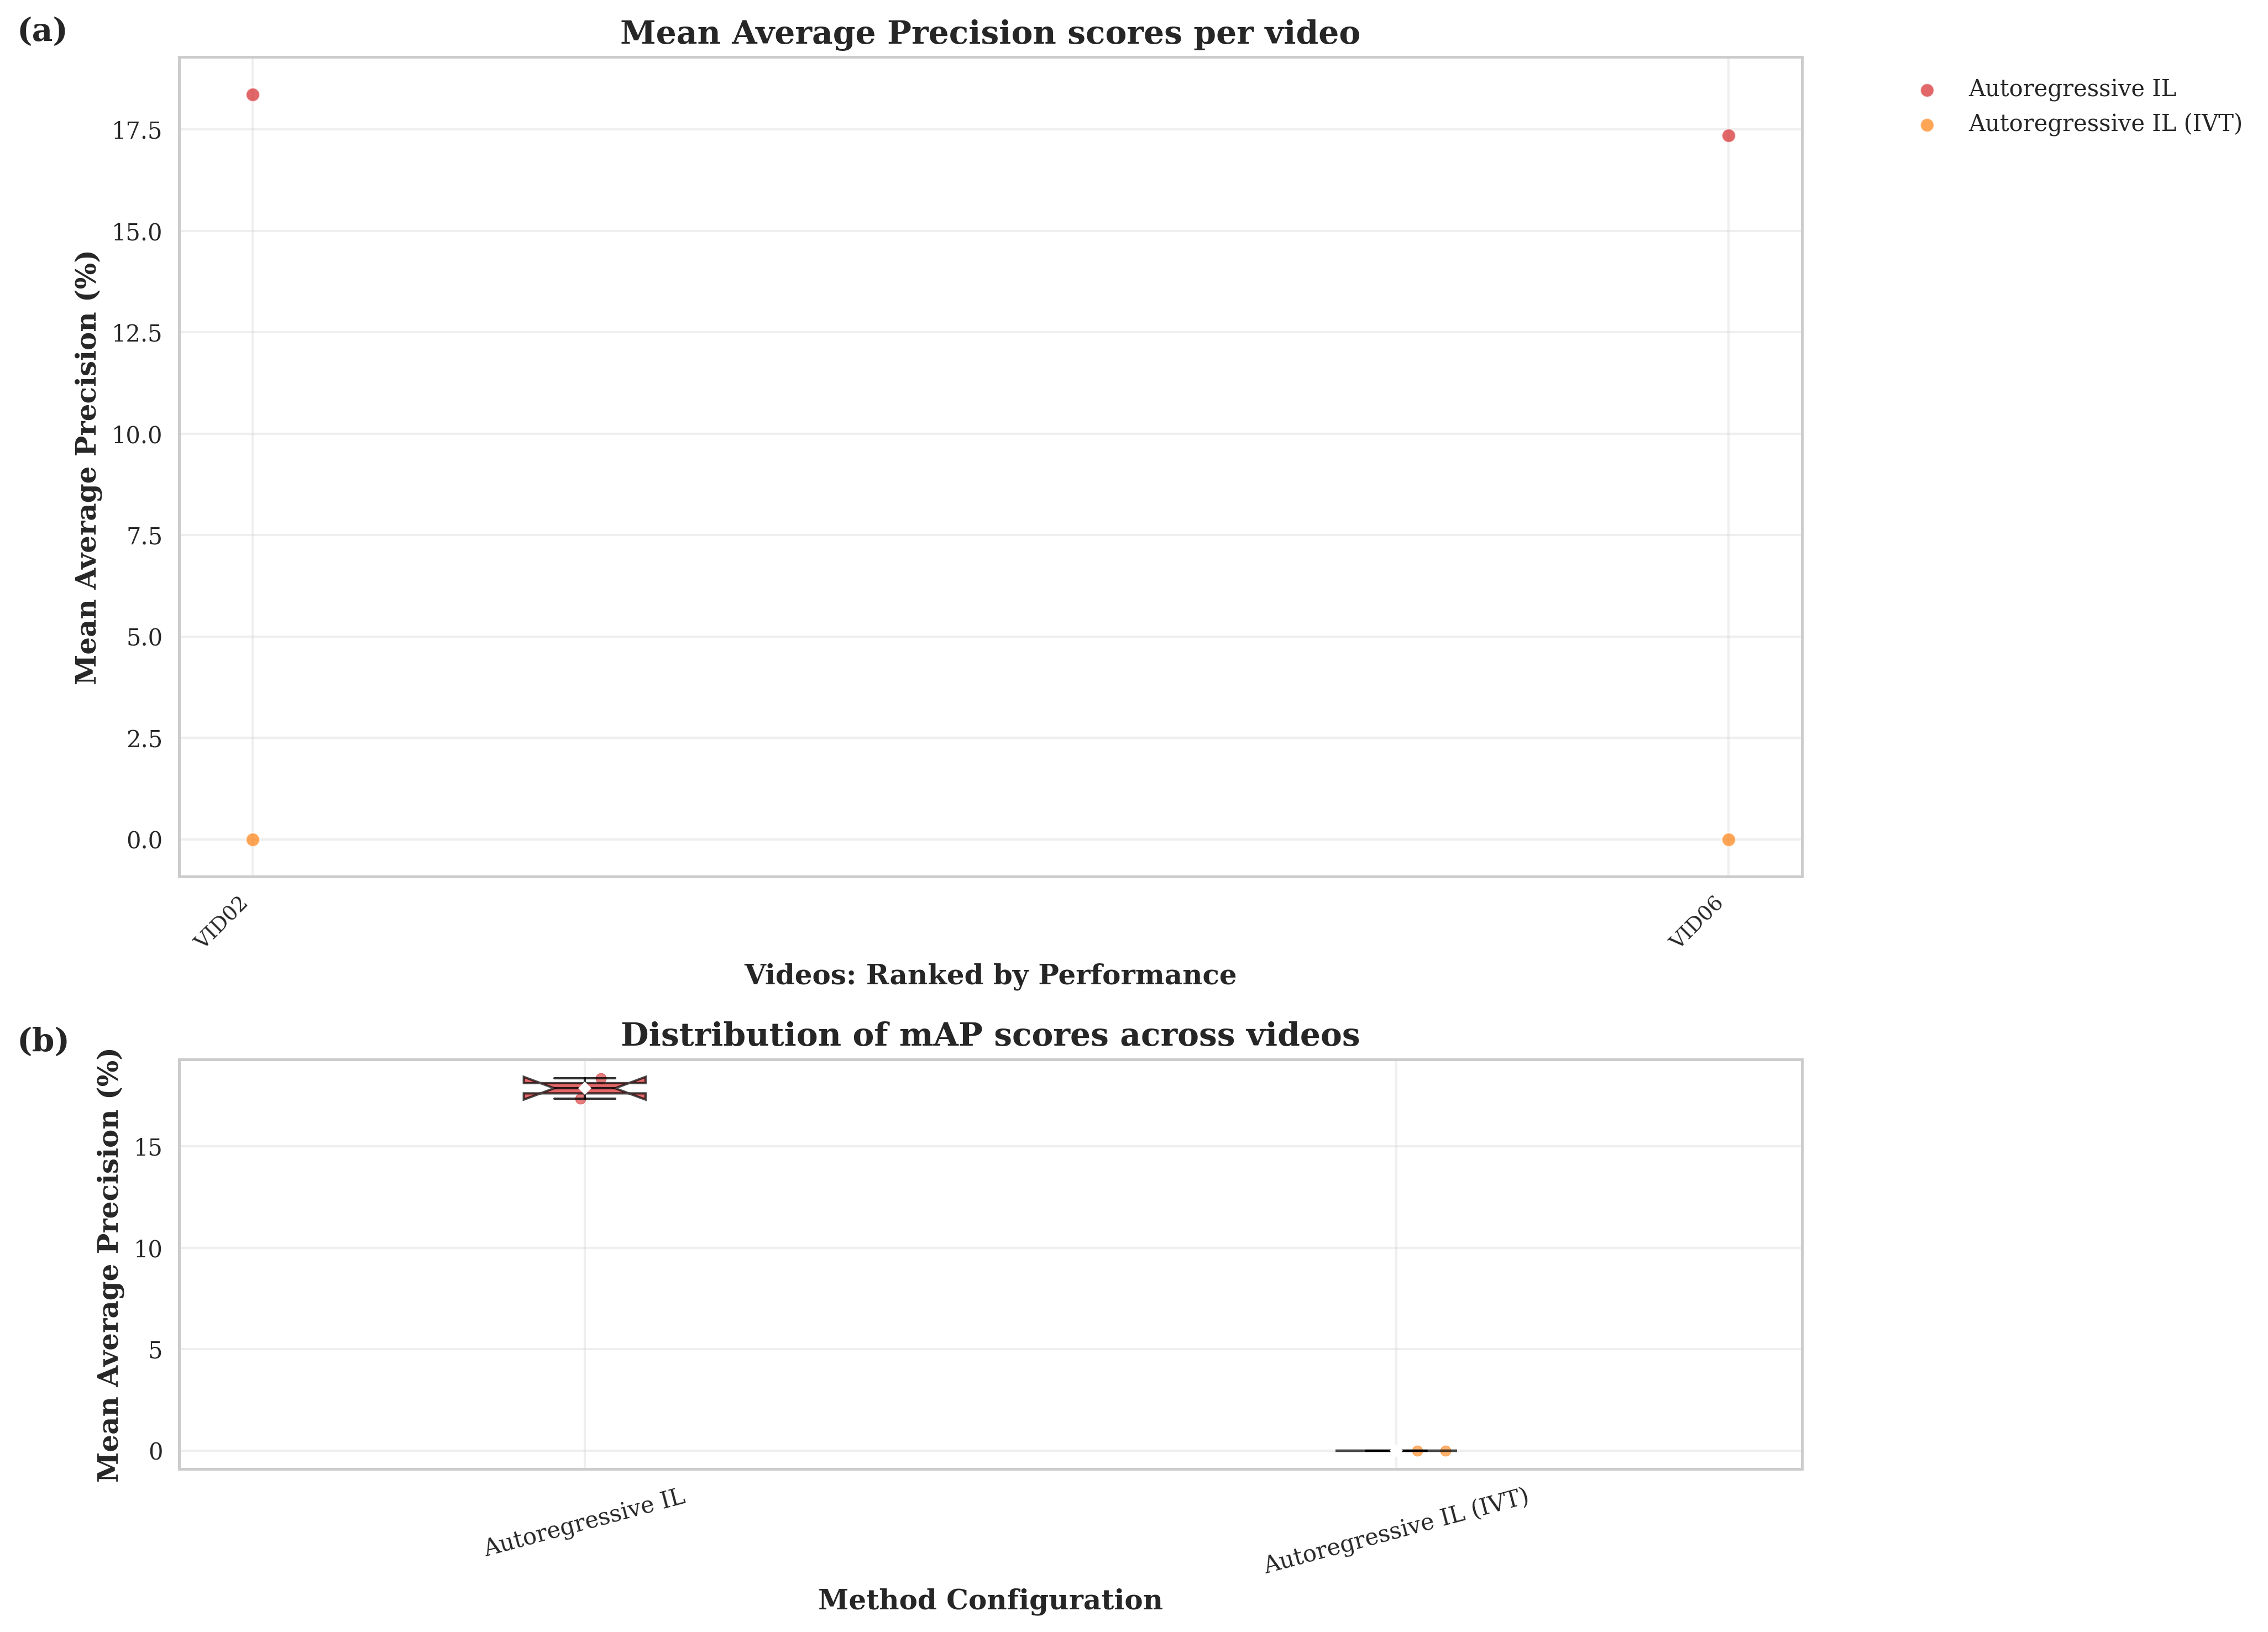 (a)
Mean Average Precision scores per video
Autoregressive IL
Autoregressive IL (IVT)
Mean Average Precision (%)
17.5
15.0
12.5
10.0
7.5
5.0
2.5
0.0
VID02
VID06
Videos: Ranked by Performance
(b)
Distribution of mAP scores across videos
Mean Average Precision (%)
15
10
5
0
Autoregressive IL
Autoregressive IL (IVT)
Method Configuration